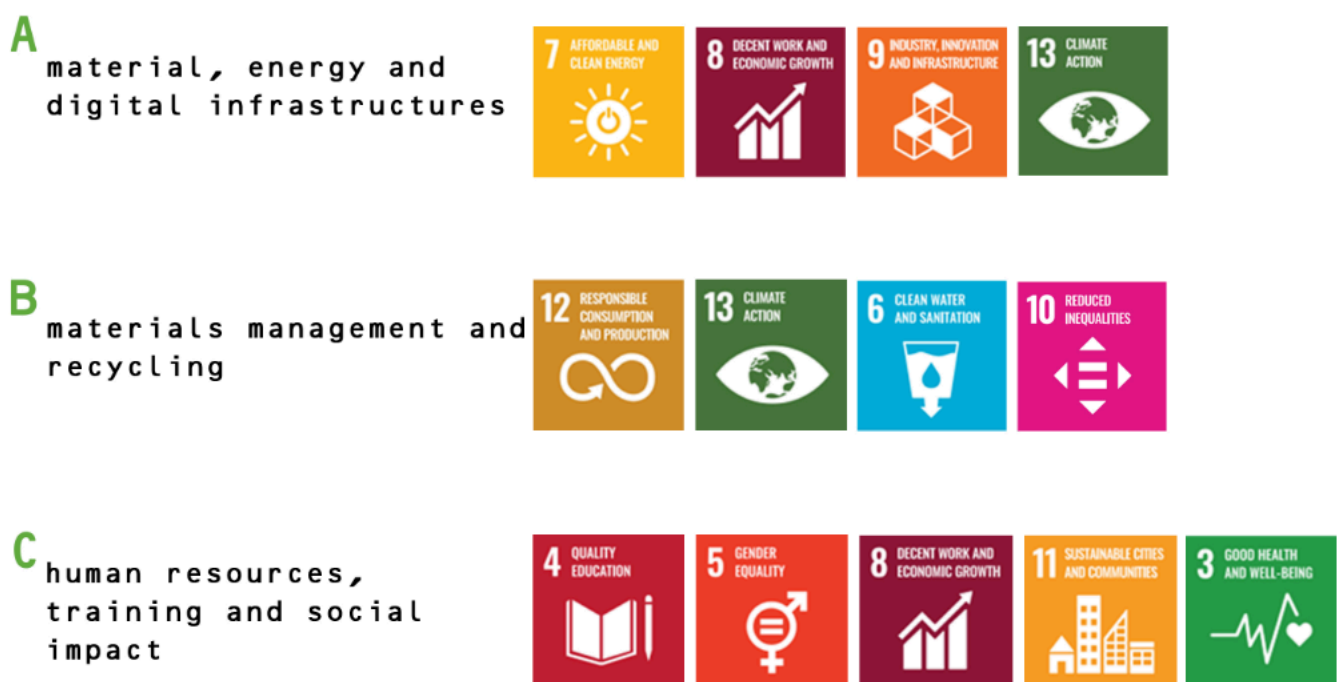 A
material, energy and
digital infrastructures
7 AFFORDABLE AND
CLEAN ENERGY
8 DECENT WORK AND
ECONOMIC GROWTH
9 INDUSTRY, INNOVATION
AND INFRASTRUCTURE
13 CLIMATE
ACTION
B
materials management and
recycling
12 RESPONSIBLE
CONSUMPTION
AND PRODUCTION
13 CLIMATE
ACTION
6 CLEAN WATER
AND SANITATION
10 REDUCED
INEQUALITIES
C
human resources,
training and social
impact
4 QUALITY
EDUCATION
5 GENDER
EQUALITY
8 DECENT WORK AND
ECONOMIC GROWTH
11 SUSTAINABLE CITIES
AND COMMUNITIES
3 GOOD HEALTH
AND WELL-BEING